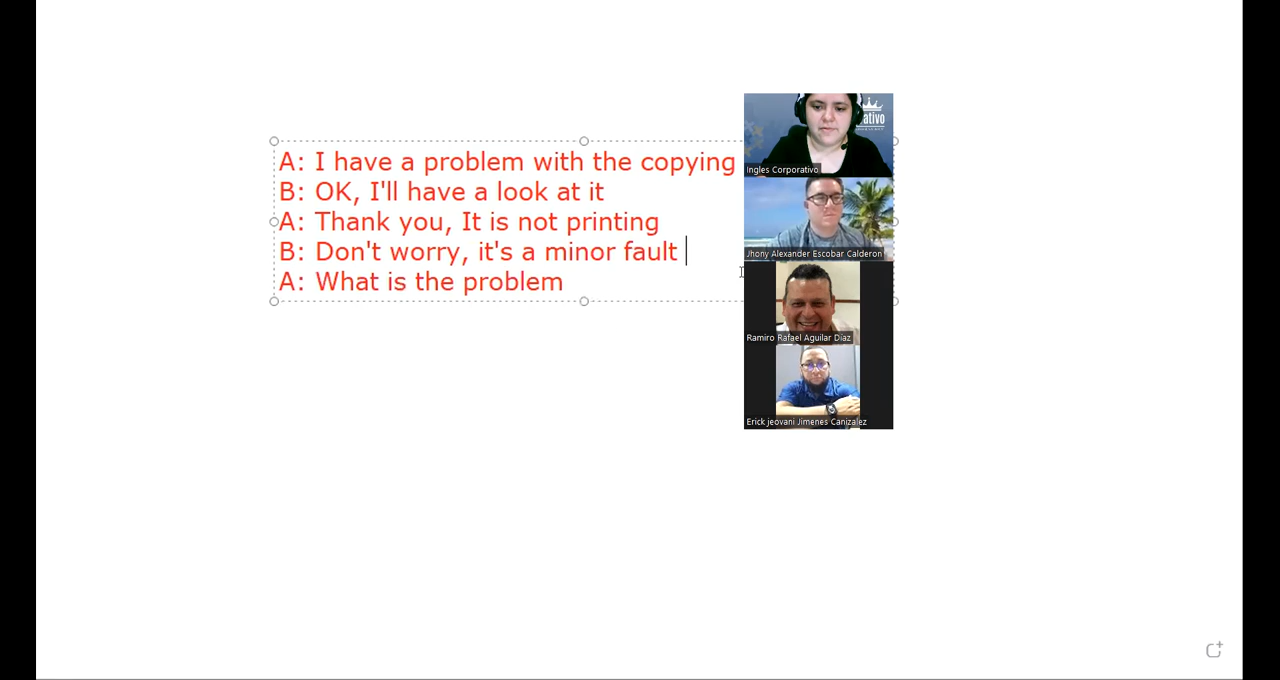 A: I have a problem with the copying
B: OK, I'll have a look at it
A: Thank you, It is not printing
B: Don't worry, it's a minor fault
A: What is the problem
ativo
Ingles Corporativo
Jhony Alexander Escobar Calderon
Ramiro Rafael Aguilar Diaz
Erick jeovani Jimenes Canizalez